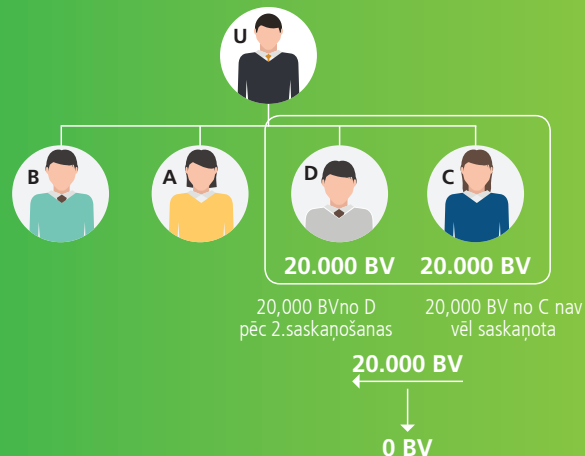 U
B
A
D
C
20.000 BV
20.000 BV
20,000 BVno D
pēc 2.saskaņošanas
20,000 BV no C nav
vēl saskaņota
20.000 BV
0 BV